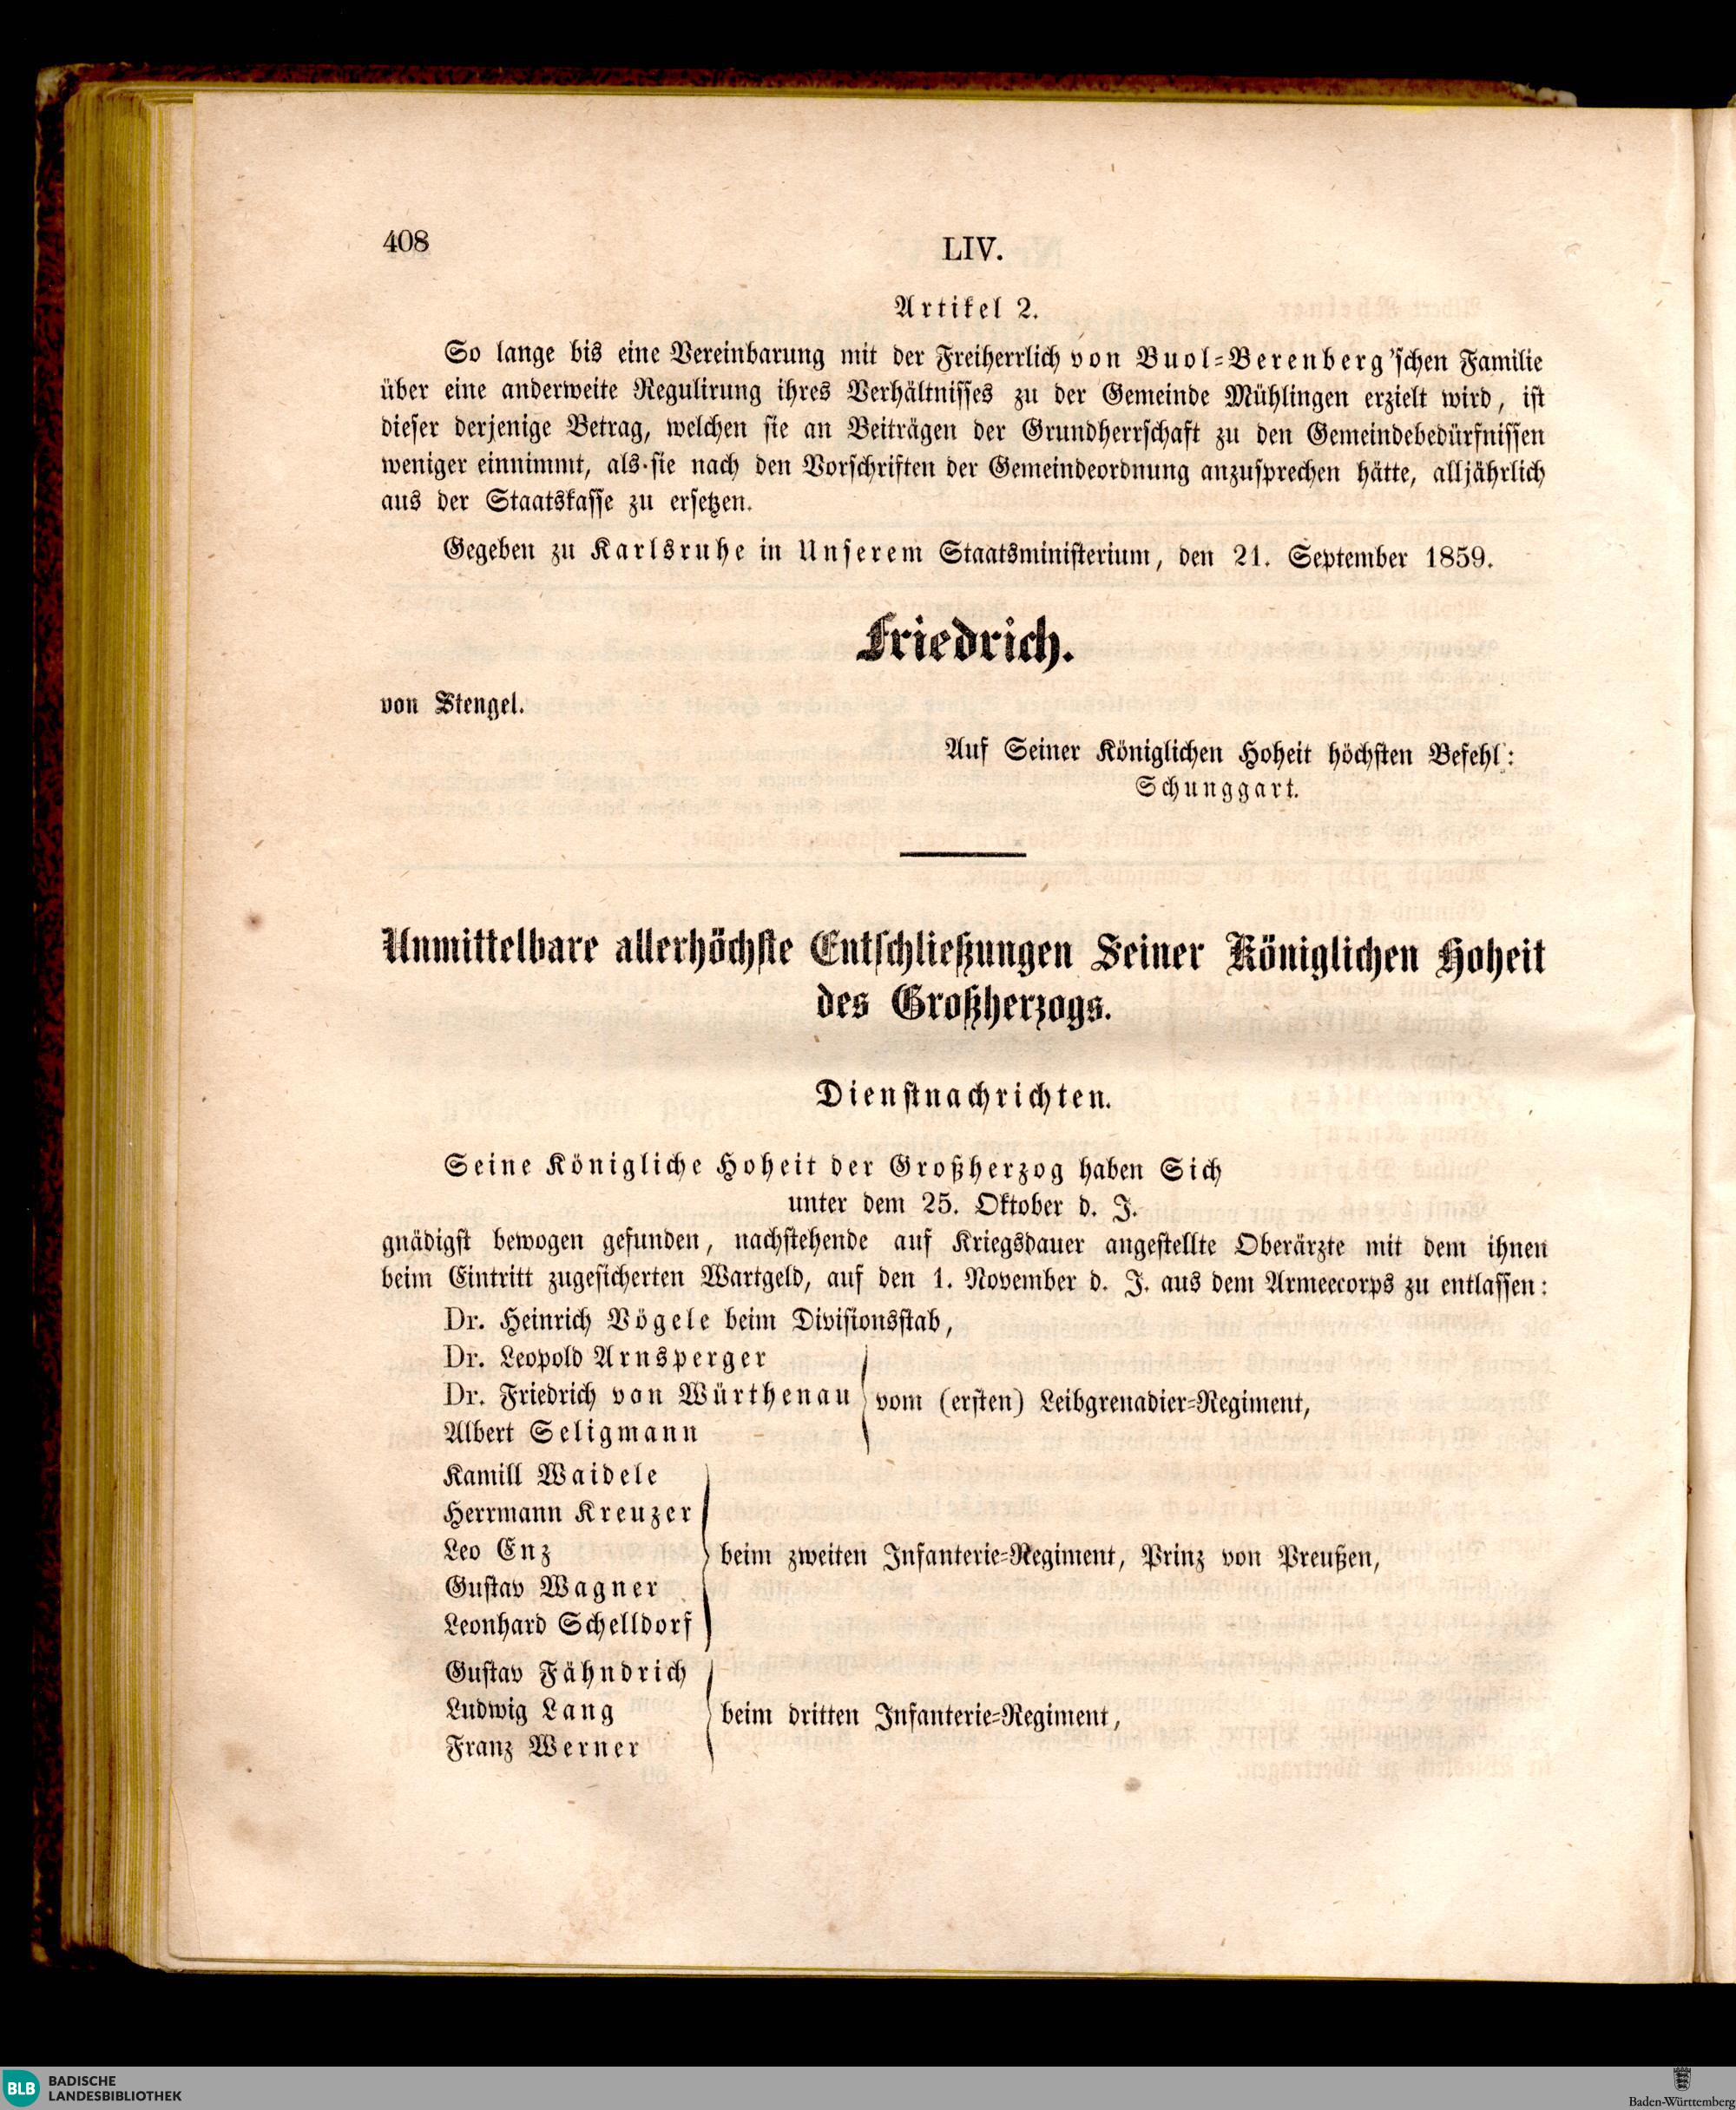 408
LIV.
Artikel 2.
So lange bis eine Vereinbarung mit der Freiherrlich von Buol-Berenberg'schen Familie
über eine anderweite Regulirung ihres Verhältnisses zu der Gemeinde Mühlingen erzielt wird, ist
dieser derjenige Betrag, welchen sie an Beiträgen der Grundherrschaft zu den Gemeindebedürfnissen
weniger einnimmt, als sie nach den Vorschriften der Gemeindeordnung anzusprechen hätte, alljährlich
aus der Staatskasse zu ersetzen.
Gegeben zu Karlsruhe in Unserem Staatsministerium, den 21. September 1859.
Friedrich.
von Stengel.
Auf Seiner Königlichen Hoheit höchsten Befehl:
Schunggart.
Unmittelbare allerhöchste Entschließungen Seiner Königlichen Hoheit
des Großherzogs.
Dienstnachrichten.
Seine Königliche Hoheit der Großherzog haben Sich
unter dem 25. Oktober d. J.
gnädigst bewogen gefunden, nachstehende auf Kriegsdauer angestellte Oberärzte mit dem ihnen
beim Eintritt zugesicherten Wartgeld, auf den 1. November d. J. aus dem Armeecorps zu entlassen:
Dr. Heinrich Vögele beim Divisionsstab,
Dr. Leopold Arnsperger
Dr. Friedrich von Würthenau vom (ersten) Leibgrenadier-Regiment,
Albert Seligmann
Kamill Waidele
Herrmann Kreuzer
Leo Enz beim zweiten Infanterie-Regiment, Prinz von Preußen,
Gustav Wagner
Leonhard Schelldorf
Gustav Fähndrich
Ludwig Lang beim dritten Infanterie-Regiment,
Franz Werner
BLB BADISCHE
LANDESBIBLIOTHEK
Baden-Württemberg